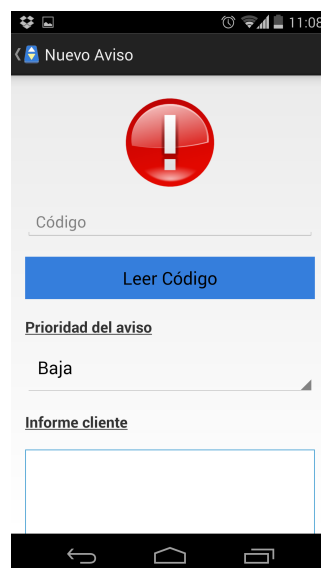 11:08
Nuevo Aviso
Código
Leer Código
Prioridad del aviso
Baja
Informe cliente